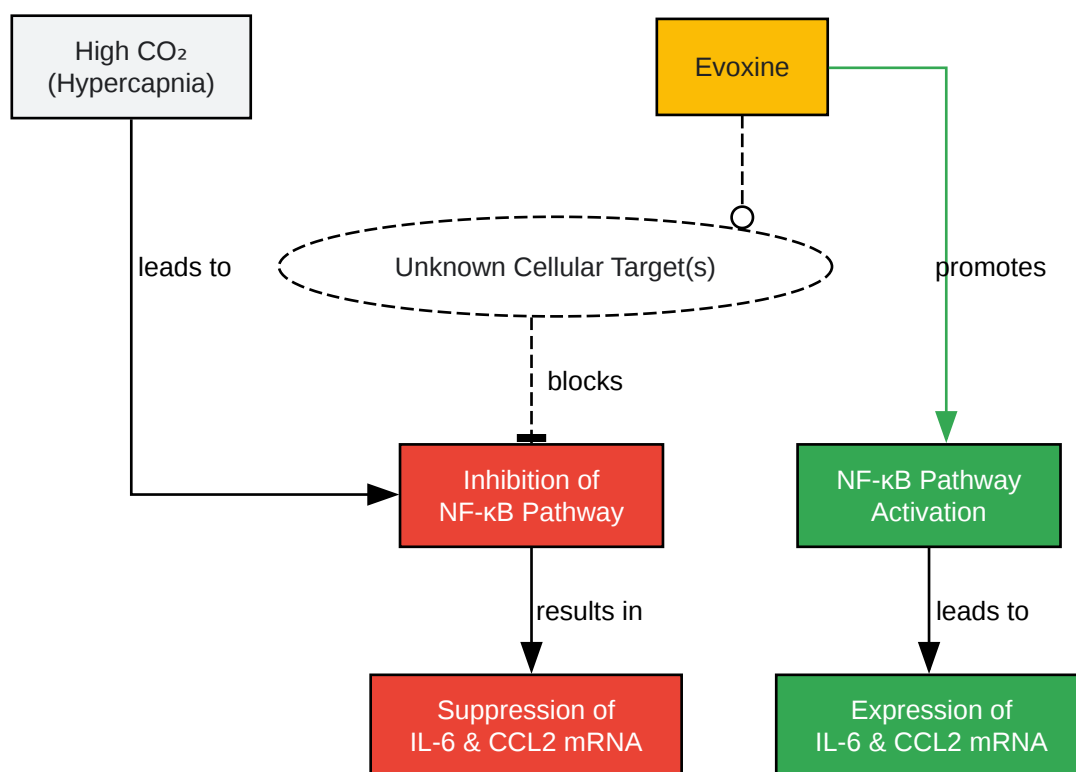 High CO₂
(Hypercapnia)
Evoxine
leads to
Unknown Cellular Target(s)
promotes
blocks
Inhibition of
NF-κB Pathway
NF-κB Pathway
Activation
results in
leads to
Suppression of
IL-6 & CCL2 mRNA
Expression of
IL-6 & CCL2 mRNA